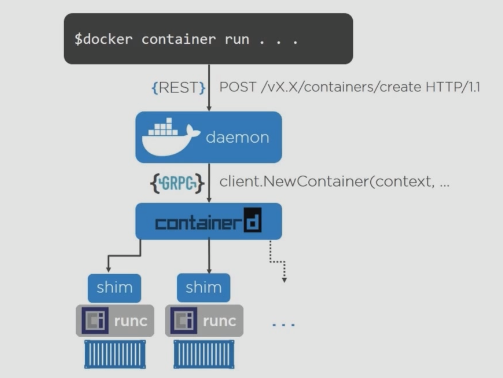 $docker container run . . .
{REST} POST /vX.X/containers/create HTTP/1.1
daemon
{GRPC} client.NewContainer(context, ...
containerd
shim shim
runc runc
...